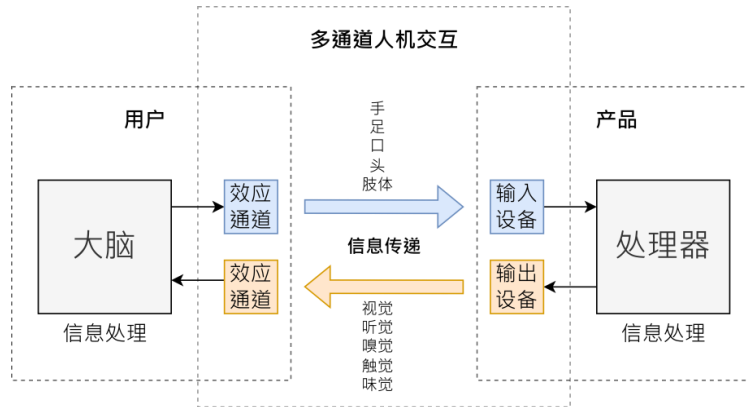 多通道人机交互
用户
产品
手
足
口
头
肢体
大脑
效应
通道
输入
设备
处理器
信息传递
效应
通道
输出
设备
视觉
听觉
嗅觉
触觉
味觉
信息处理
信息处理